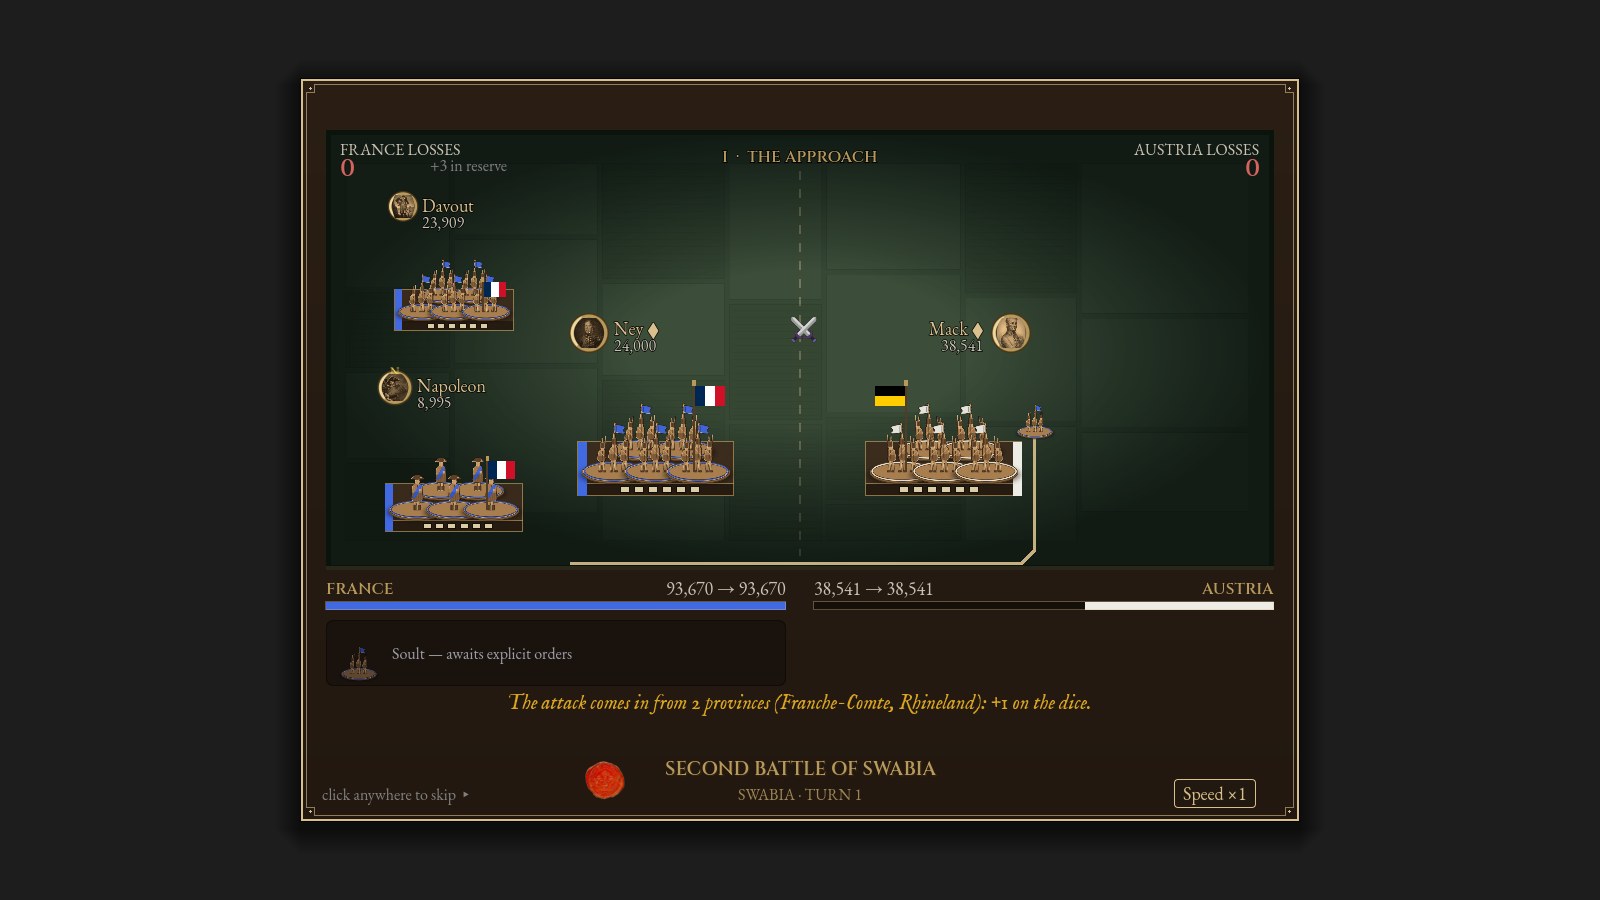 FRANCE LOSSES
0
+3 in reserve
I · THE APPROACH
AUSTRIA LOSSES
0
Davout
23,909
Ney
24,000
Mack
38,541
N
Napoleon
8,995
FRANCE
93,670 → 93,670
38,541 → 38,541
AUSTRIA
Soult — awaits explicit orders
The attack comes in from 2 provinces (Franche-Comte, Rhineland): +1 on the dice.
SECOND BATTLE OF SWABIA
SWABIA · TURN 1
click anywhere to skip ▸
Speed ×1